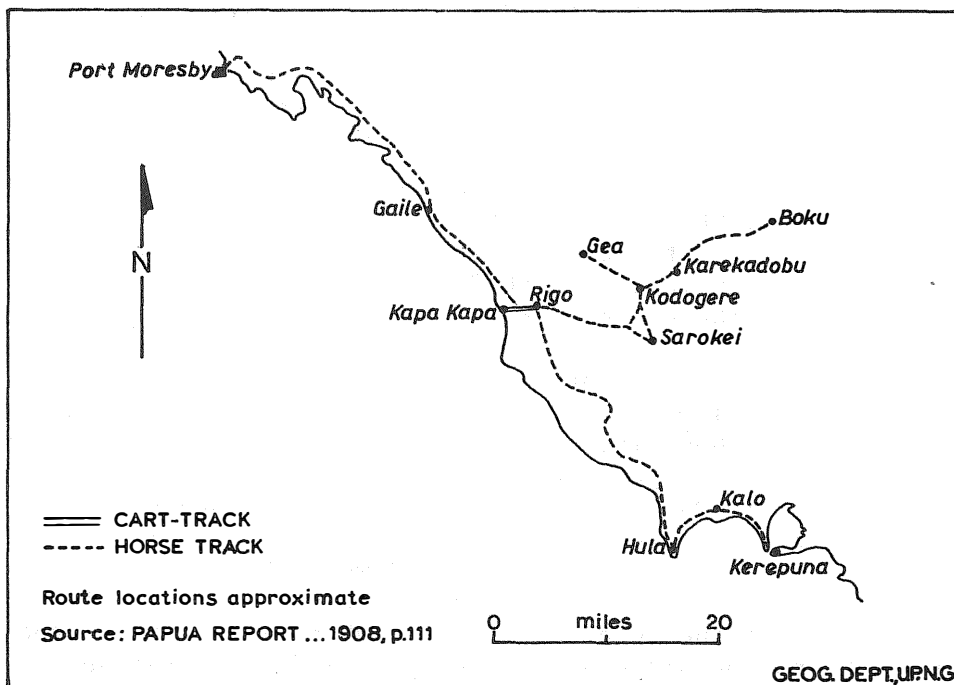 Port Moresby
Gaile
Boku
Gea
Karekadobu
Kodogere
Rigo
Kapa Kapa
Sarokei
N
Kalo
Hula
Kerepuna
CART-TRACK
HORSE TRACK
Route locations approximate
Source: PAPUA REPORT...1908, p.111
0 miles 20
GEOG. DEPT.,U.P.N.G